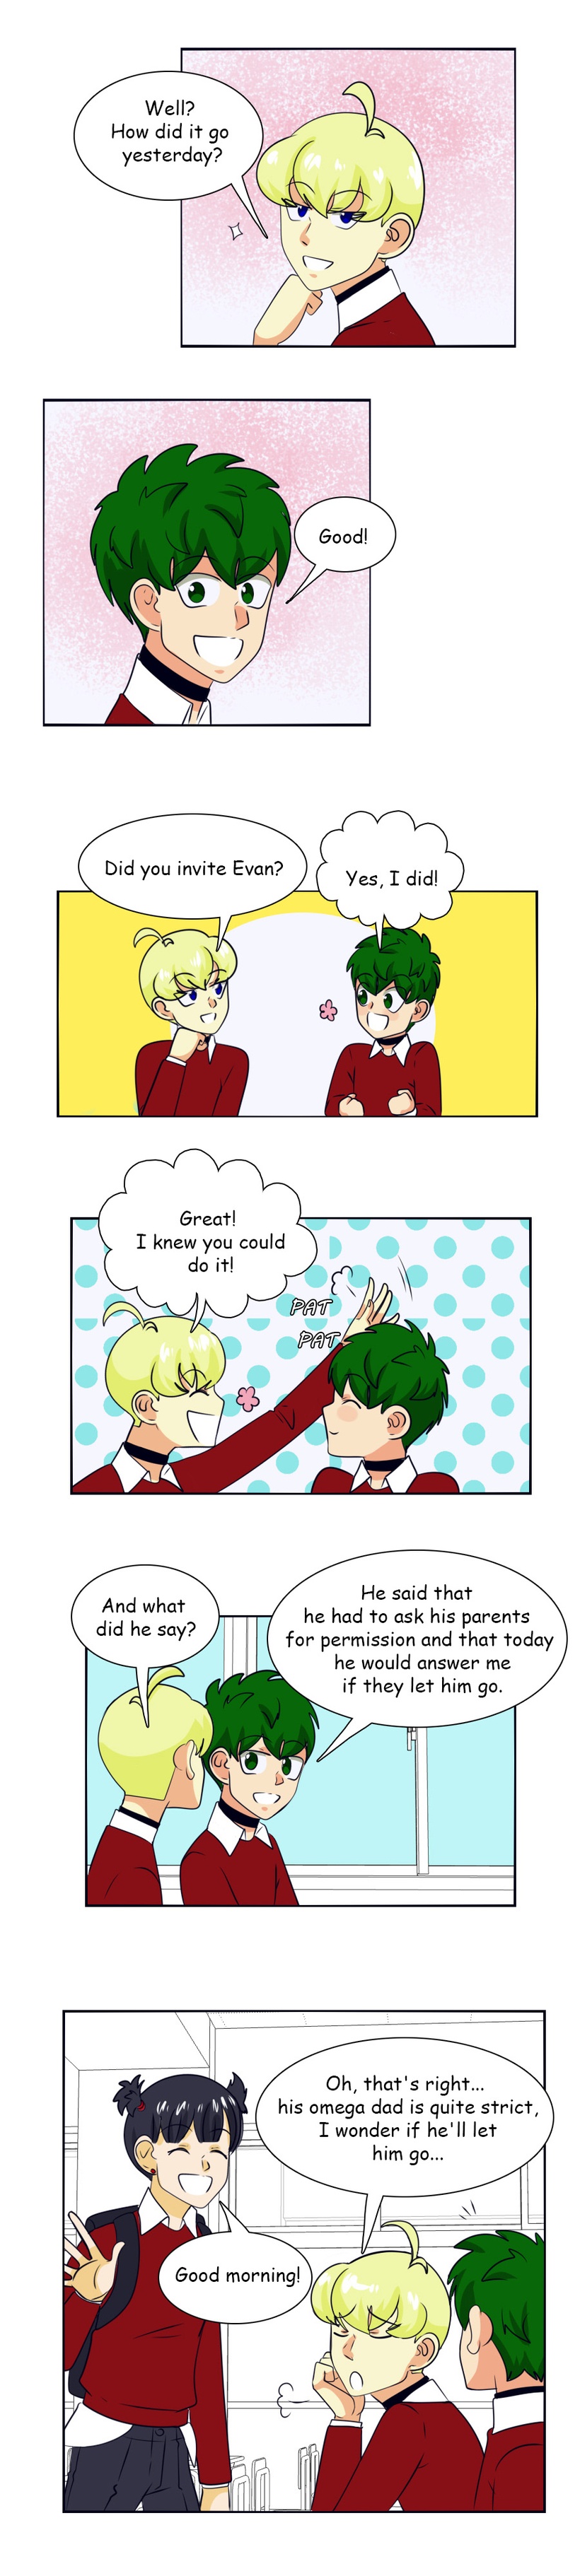 Well?
How did it go
yesterday?
Good!
Did you invite Evan?
Yes, I did!
Great!
I knew you could
do it!
PAT
PAT
And what
did he say?
He said that
he had to ask his parents
for permission and that today
he would answer me
if they let him go.
Oh, that's right...
his omega dad is quite strict,
I wonder if he'll let
him go...
Good morning!